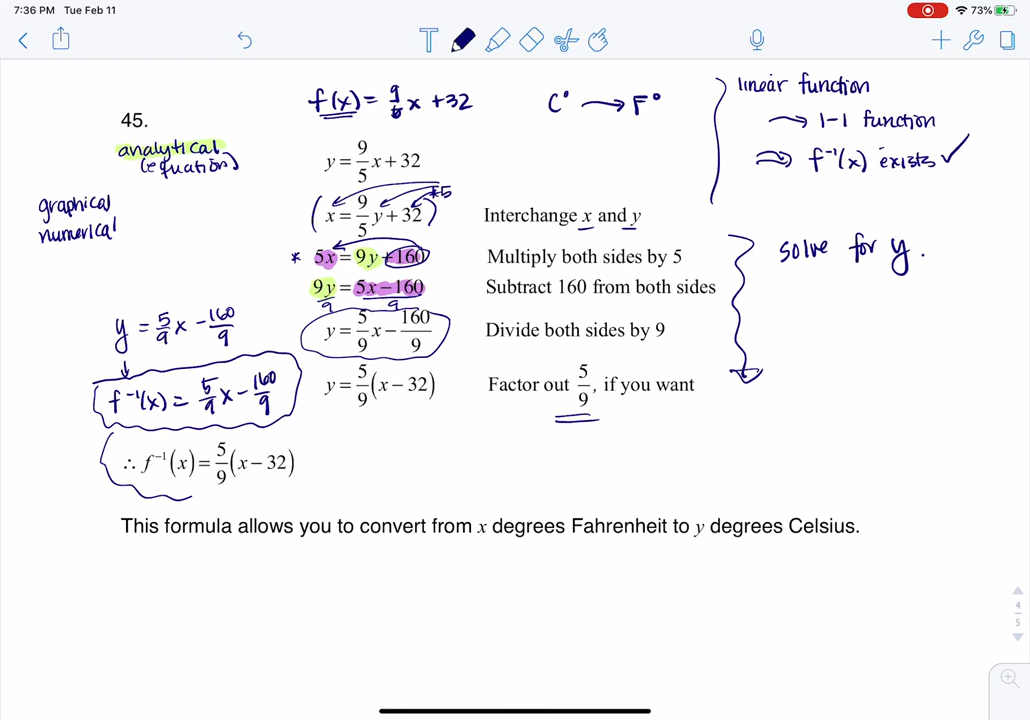 7:36 PM Tue Feb 11
73%
f(x) = 9/5 x + 32
C° → F°
linear function
→ 1-1 function
⇒ f⁻¹(x) exists ✓
45.
analytical
(equation)
graphical
numerical
y = 9/5 x + 32
(x = 9/5 y + 32) *5
Interchange x and y
* 5x = 9y + 160
Multiply both sides by 5
9y = 5x − 160
9 9
Subtract 160 from both sides
solve for y.
y = 5/9 x − 160/9
Divide both sides by 9
y = 5/9 (x − 32)
Factor out 5/9, if you want
y = 5/9 x − 160/9
f⁻¹(x) = 5/9 x − 160/9
∴ f⁻¹(x) = 5/9 (x − 32)
This formula allows you to convert from x degrees Fahrenheit to y degrees Celsius.
4
5